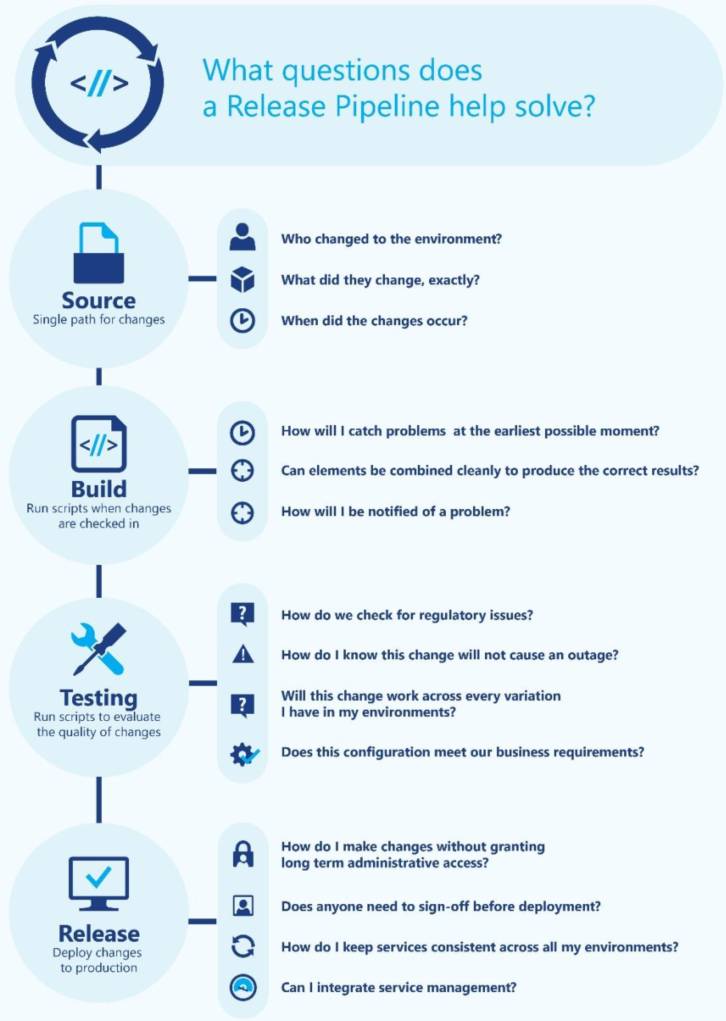 <//>
What questions does
a Release Pipeline help solve?
Source
Single path for changes
Who changed to the environment?
What did they change, exactly?
When did the changes occur?
<//>
Build
Run scripts when changes
are checked in
How will I catch problems at the earliest possible moment?
Can elements be combined cleanly to produce the correct results?
How will I be notified of a problem?
Testing
Run scripts to evaluate
the quality of changes
?
How do we check for regulatory issues?
!
How do I know this change will not cause an outage?
?
Will this change work across every variation
I have in my environments?
Does this configuration meet our business requirements?
Release
Deploy changes
to production
How do I make changes without granting
long term administrative access?
Does anyone need to sign-off before deployment?
How do I keep services consistent across all my environments?
Can I integrate service management?